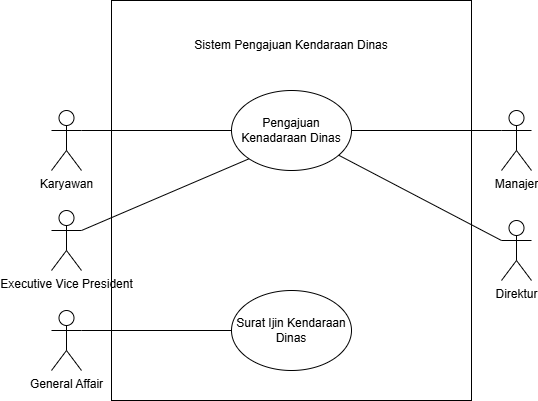 Sistem Pengajuan Kendaraan Dinas
Pengajuan
Kenadaraan Dinas
Karyawan
Manajer
Executive Vice President
Direktur
Surat Ijin Kendaraan
Dinas
General Affair